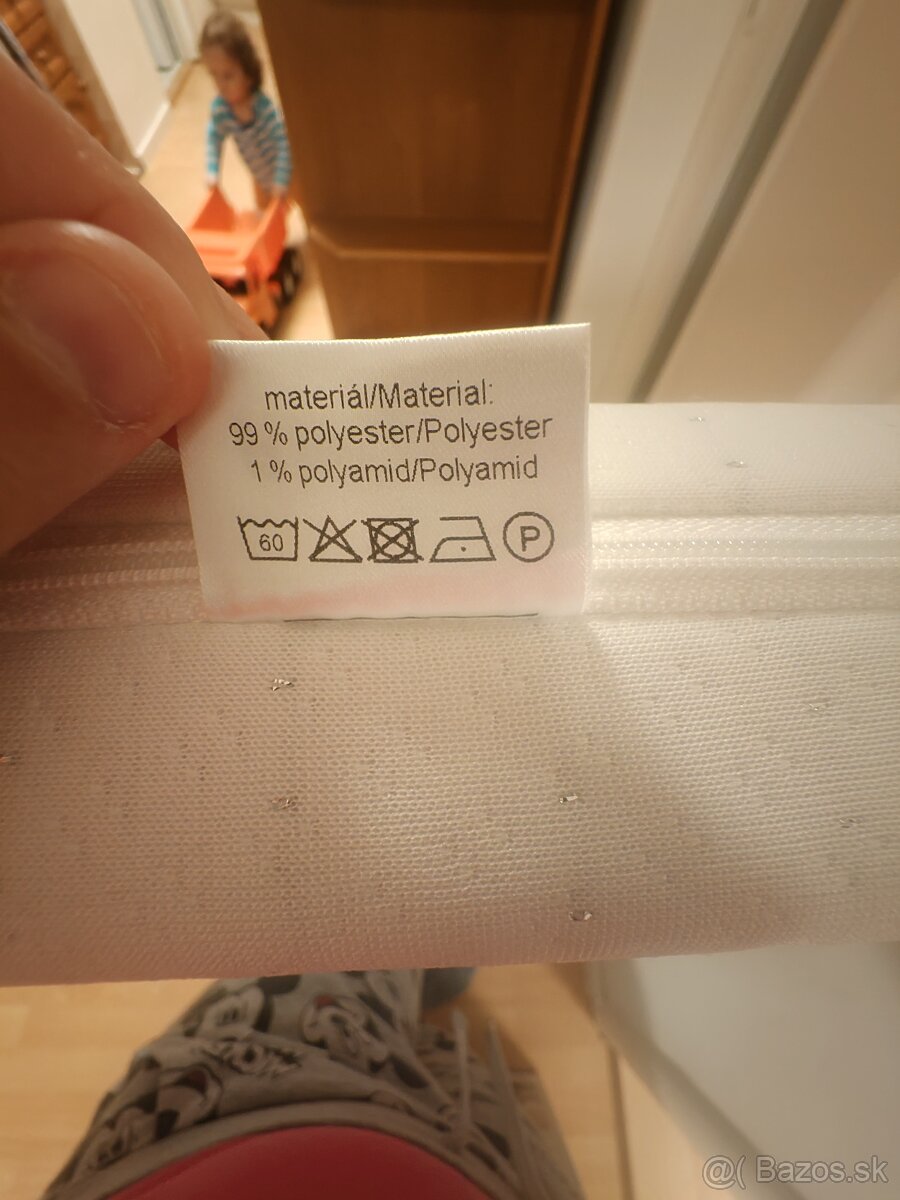 materiál/Material:
99 % polyester/Polyester
1 % polyamid/Polyamid
60
P
@( Bazos.sk